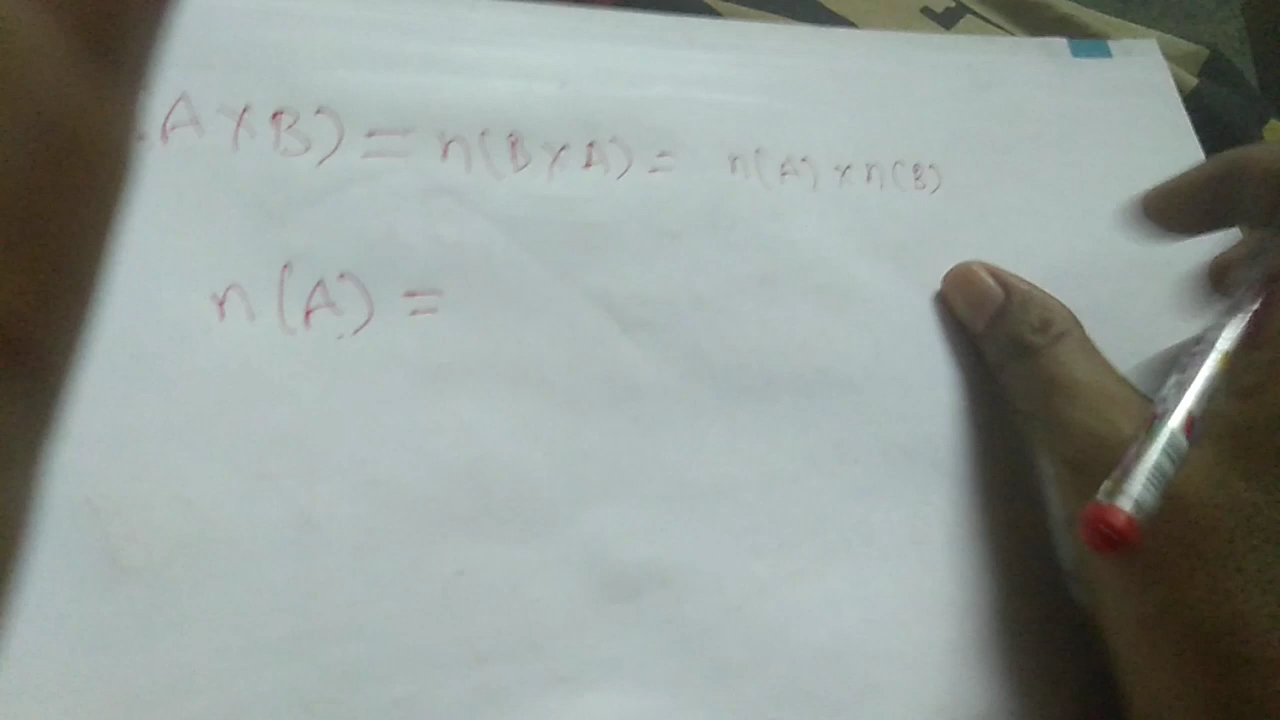 A × B) = n(B × A) = n(A) × n(B)
n(A) =